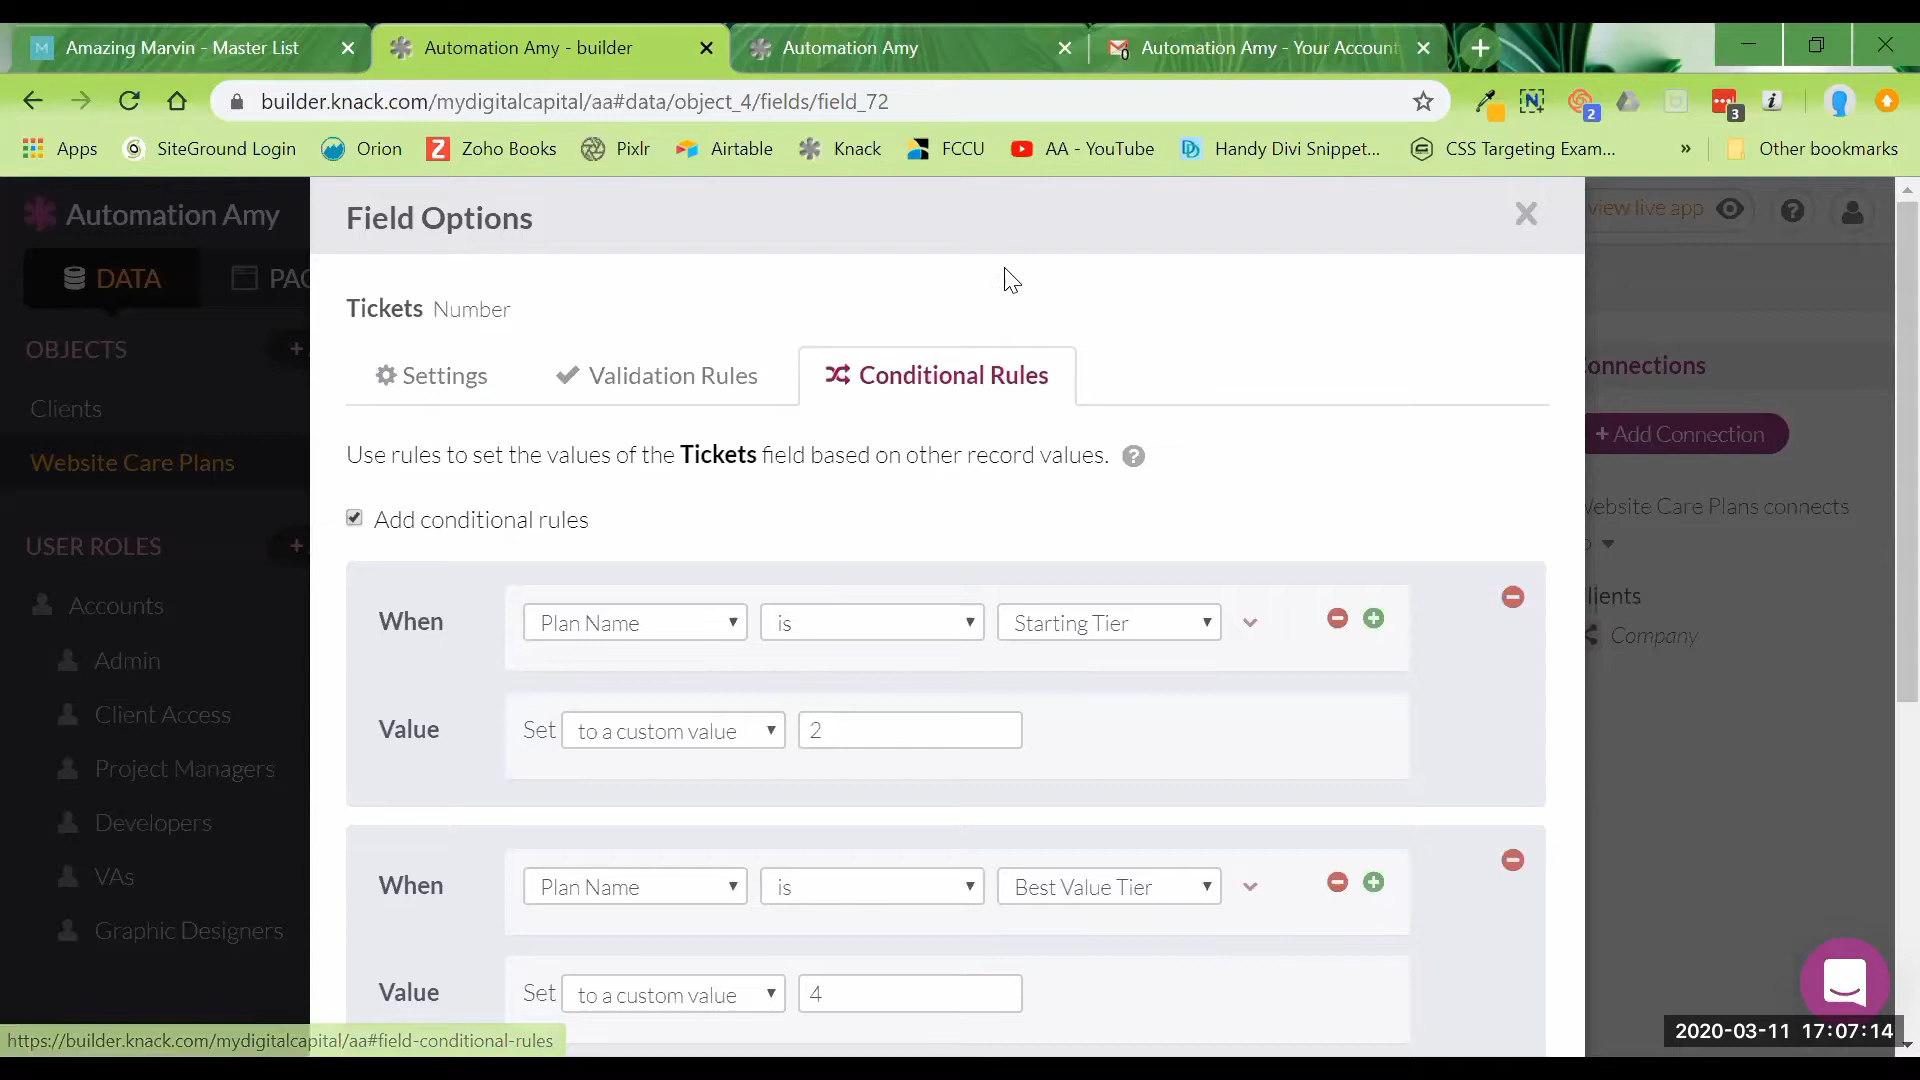 Amazing Marvin - Master List
Automation Amy - builder
Automation Amy
Automation Amy - Your Account
builder.knack.com/mydigitalcapital/aa#data/object_4/fields/field_72
2
3
Apps
SiteGround Login
Orion
Zoho Books
Pixlr
Airtable
Knack
FCCU
AA - YouTube
Handy Divi Snippet...
CSS Targeting Exam...
»
Other bookmarks
Automation Amy
Field Options
view live app
DATA
PAG
Tickets Number
OBJECTS
Settings
Validation Rules
Conditional Rules
onnections
Clients
+ Add Connection
Website Care Plans
Use rules to set the values of the Tickets field based on other record values.
Website Care Plans connects
Add conditional rules
USER ROLES
Accounts
When
Plan Name
is
Starting Tier
lients
Company
Admin
Client Access
Value
Set
to a custom value
2
Project Managers
Developers
VAs
When
Plan Name
is
Best Value Tier
Graphic Designers
Value
Set
to a custom value
4
https://builder.knack.com/mydigitalcapital/aa#field-conditional-rules
2020-03-11 17:07:14